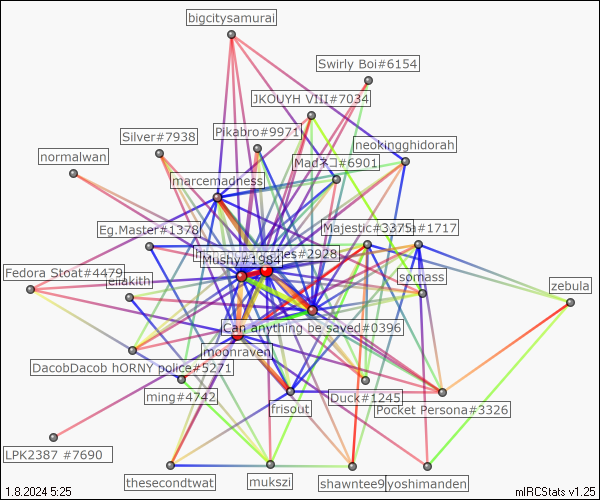 bigcitysamurai
Swirly Boi#6154
JKOUYH VIII#7034
Silver#7938
Pikabro#9971
neokingghidorah
normalwan
Madネコ#6901
marcemadness
Eg.Master#1378
Majestic#3375
#1717
#2928
Mushy#1984
Fedora Stoat#4479
ellakith
sornass
zebula
Can anything be saved#0396
moonraven
DacobDacob hORNY police#5271
ming#4742
frisout
Duck#1245
Pocket Persona#3326
LPK2387 #7690
thesecondtwat
mukszi
shawntee9
yoshimanden
1.8.2024 5:25
mIRCStats v1.25